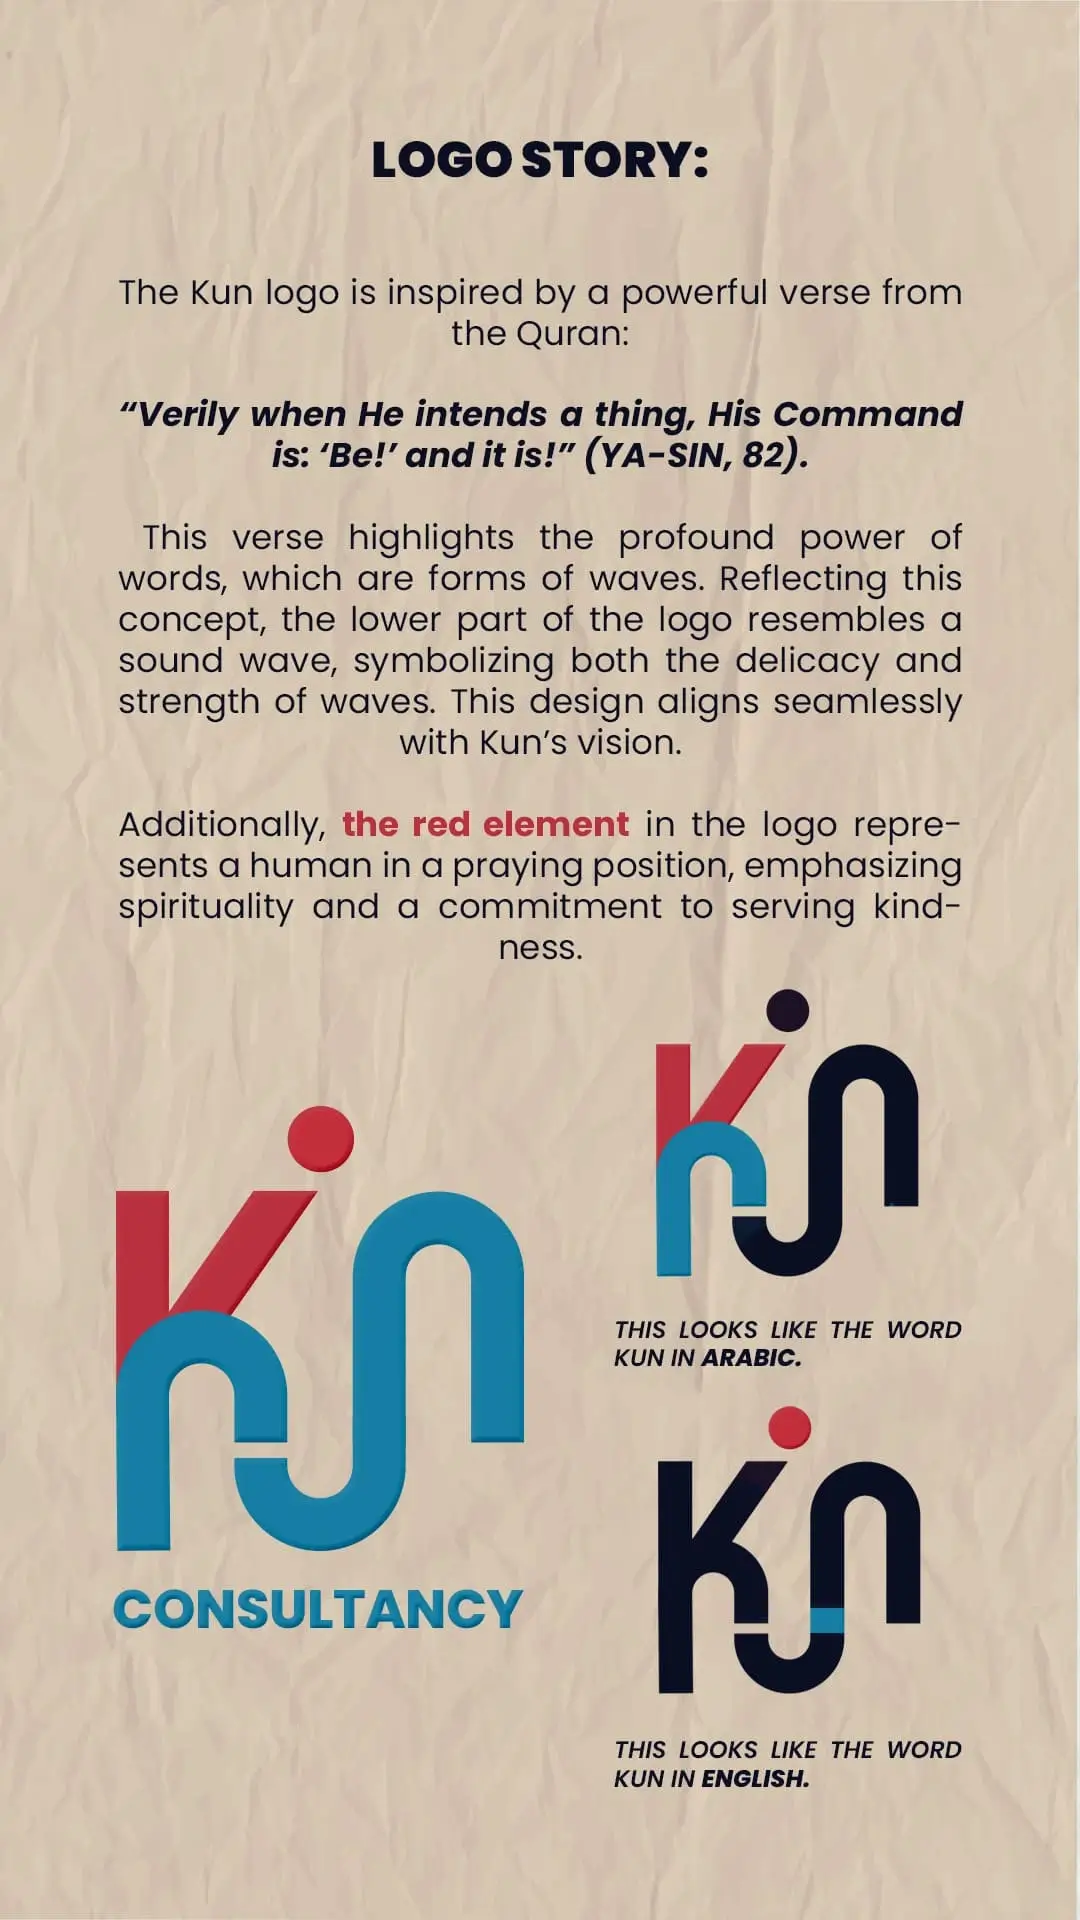 LOGO STORY:
The Kun logo is inspired by a powerful verse from
the Quran:
“Verily when He intends a thing, His Command
is: ‘Be!’ and it is!” (YA-SIN, 82).
This verse highlights the profound power of
words, which are forms of waves. Reflecting this
concept, the lower part of the logo resembles a
sound wave, symbolizing both the delicacy and
strength of waves. This design aligns seamlessly
with Kun’s vision.
Additionally, the red element in the logo repre-
sents a human in a praying position, emphasizing
spirituality and a commitment to serving kind-
ness.
Kun
CONSULTANCY
Kun
THIS LOOKS LIKE THE WORD
KUN IN ARABIC.
Kun
THIS LOOKS LIKE THE WORD
KUN IN ENGLISH.